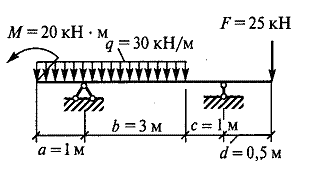 M = 20 кН · м
F = 25 кН
q = 30 кН/м
b = 3 м
c = 1 м
a = 1 м
d = 0,5 м